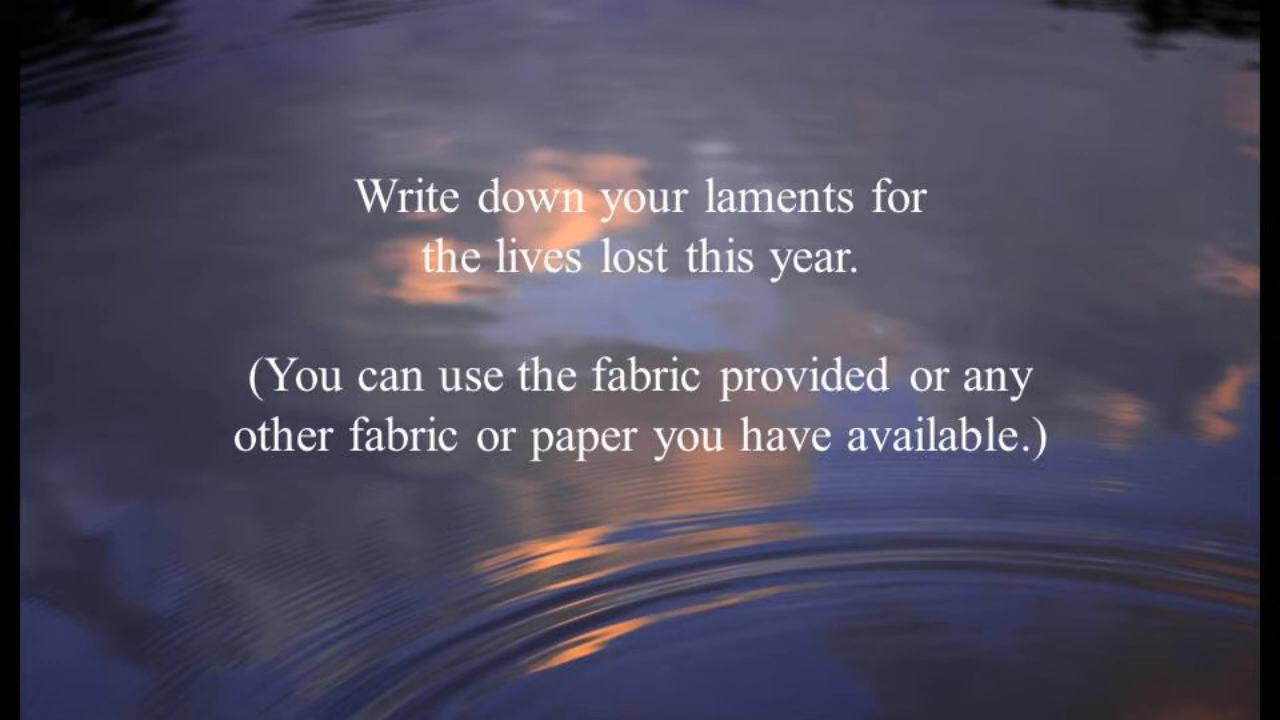 Write down your laments for
the lives lost this year.
(You can use the fabric provided or any
other fabric or paper you have available.)